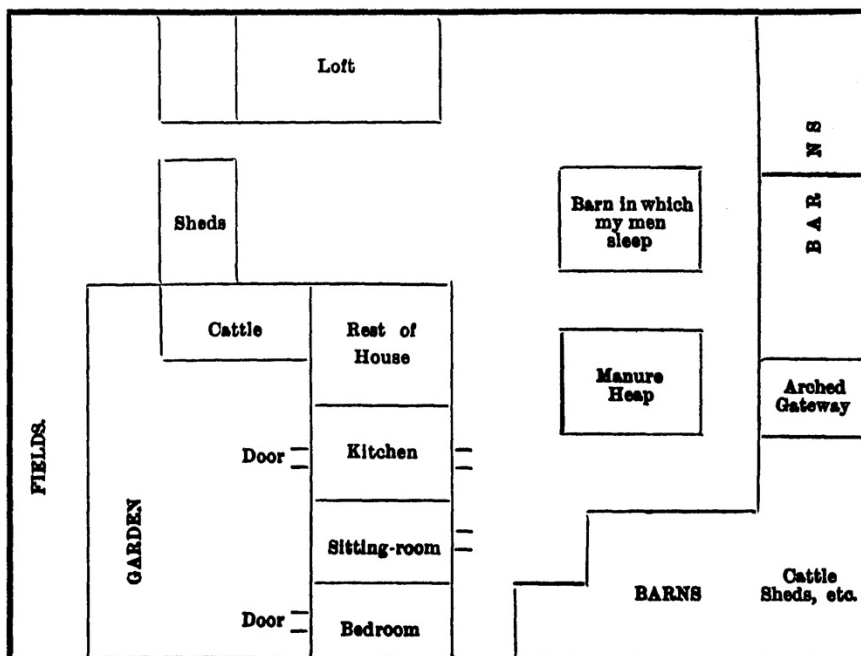 Loft
BARNS
Sheds
Barn in which
my men
sleep
Cattle
Rest of
House
Manure
Heap
Arched
Gateway
FIELDS.
GARDEN
Door
Kitchen
Sitting-room
Door
Bedroom
BARNS
Cattle
Sheds, etc.